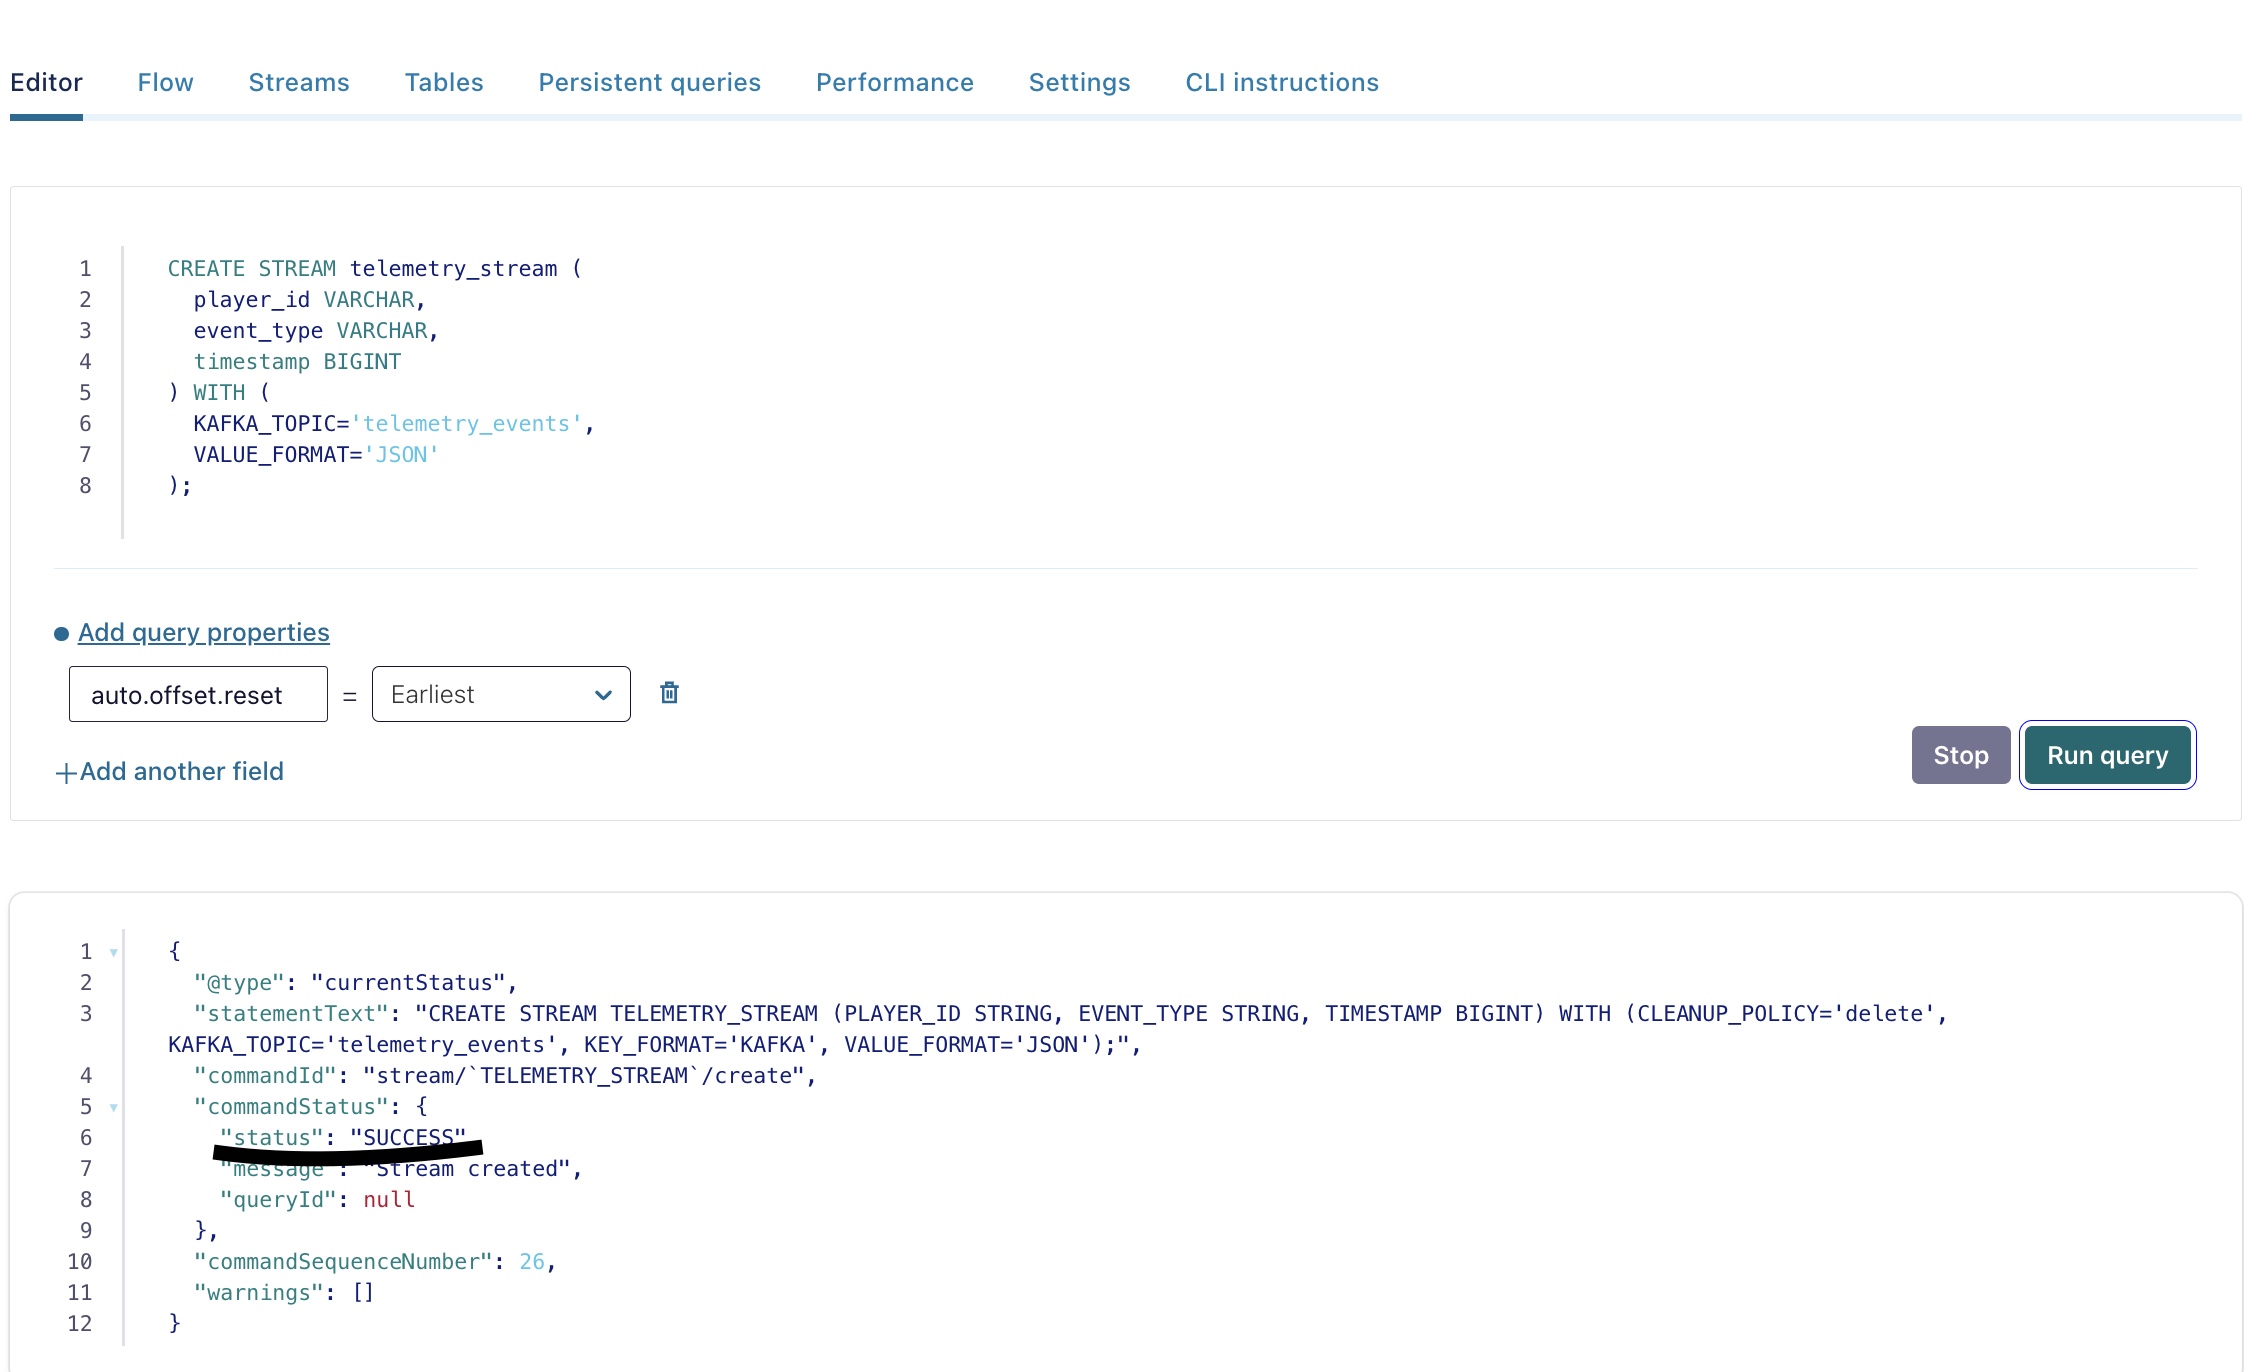 Editor Flow Streams Tables Persistent queries Performance Settings CLI instructions
1 CREATE STREAM telemetry_stream (
2 player_id VARCHAR,
3 event_type VARCHAR,
4 timestamp BIGINT
5 ) WITH (
6 KAFKA_TOPIC='telemetry_events',
7 VALUE_FORMAT='JSON'
8 );
Add query properties
auto.offset.reset = Earliest
+Add another field
Stop Run query
1 {
2 "@type": "currentStatus",
3 "statementText": "CREATE STREAM TELEMETRY_STREAM (PLAYER_ID STRING, EVENT_TYPE STRING, TIMESTAMP BIGINT) WITH (CLEANUP_POLICY='delete',
KAFKA_TOPIC='telemetry_events', KEY_FORMAT='KAFKA', VALUE_FORMAT='JSON');",
4 "commandId": "stream/`TELEMETRY_STREAM`/create",
5 "commandStatus": {
6 "status": "SUCCESS"
7 "message": "Stream created",
8 "queryId": null
9 },
10 "commandSequenceNumber": 26,
11 "warnings": []
12 }